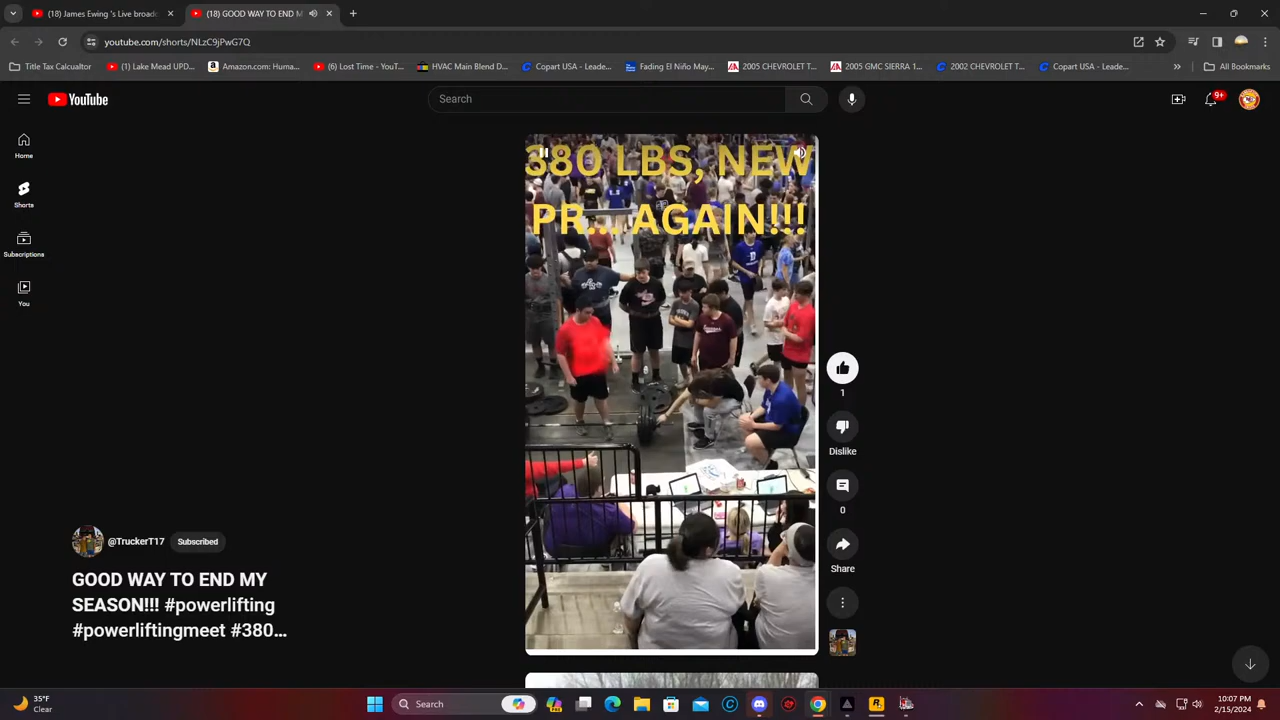 (18) James Ewing 's Live broadc
(18) GOOD WAY TO END M
youtube.com/shorts/NLzC9jPwG7Q
Title Tax Calcualtor
(1) Lake Mead UPD...
Amazon.com: Huma...
(6) Lost Time - YouT...
HVAC Main Blend D...
Copart USA - Leade...
Fading El Niño May...
2005 CHEVROLET T...
2005 GMC SIERRA 1...
2002 CHEVROLET T...
Copart USA - Leade...
All Bookmarks
YouTube
Search
9+
Home
Shorts
Subscriptions
You
380 LBS, NEW
PR... AGAIN!!!
1
Dislike
0
Share
@TruckerT17
Subscribed
GOOD WAY TO END MY
SEASON!!! #powerlifting
#powerliftingmeet #380...
35°F
Clear
Search
10:07 PM
2/15/2024